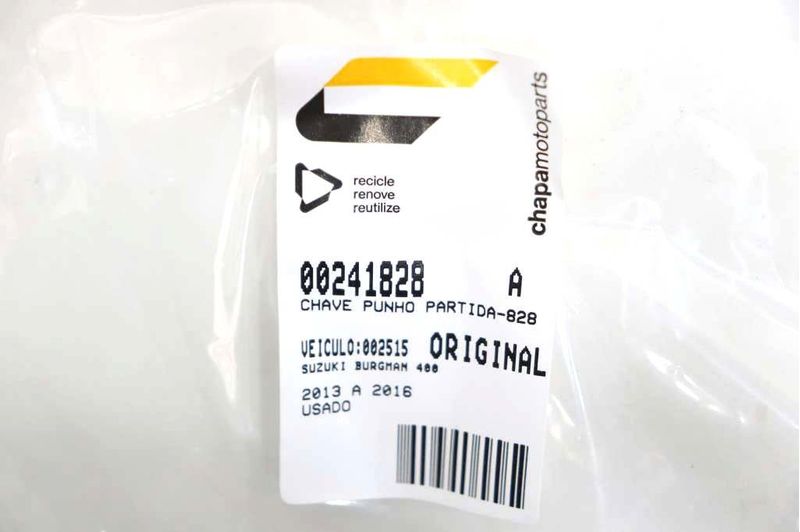 chapamotoparts
recicle
renove
reutilize
00241828 A
CHAVE PUNHO PARTIDA-828
VEICULO:002515 ORIGINAL
SUZUKI BURGMAN 400
2013 A 2016
USADO